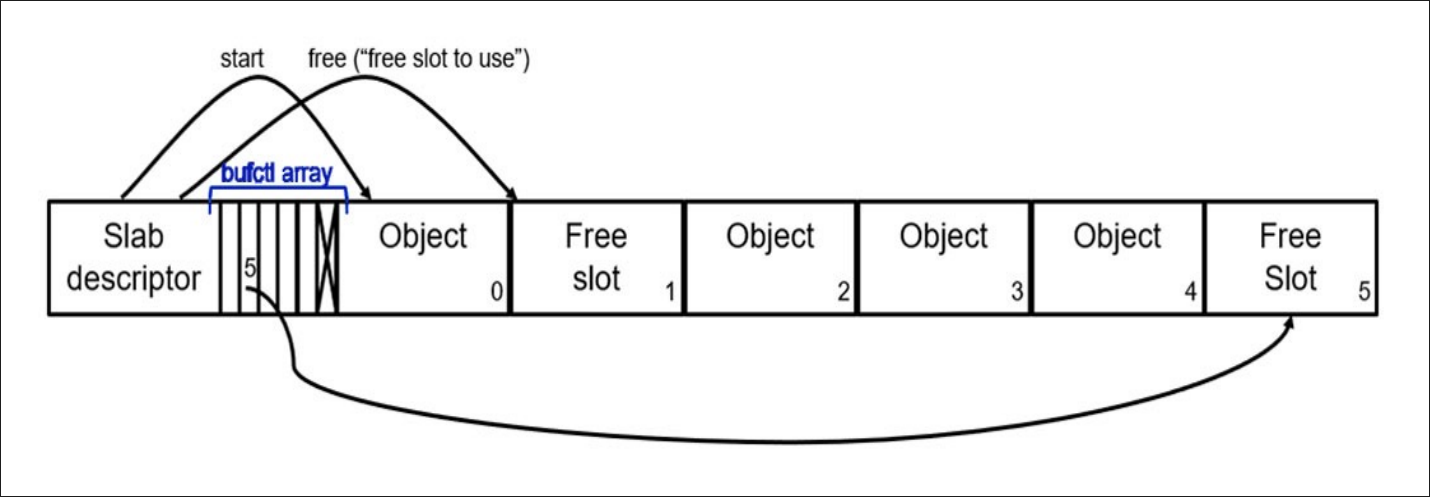 start free (“free slot to use”)
bufctl array
Slab
descriptor
5
Object
0
Free
slot
1
Object
2
Object
3
Object
4
Free
Slot
5